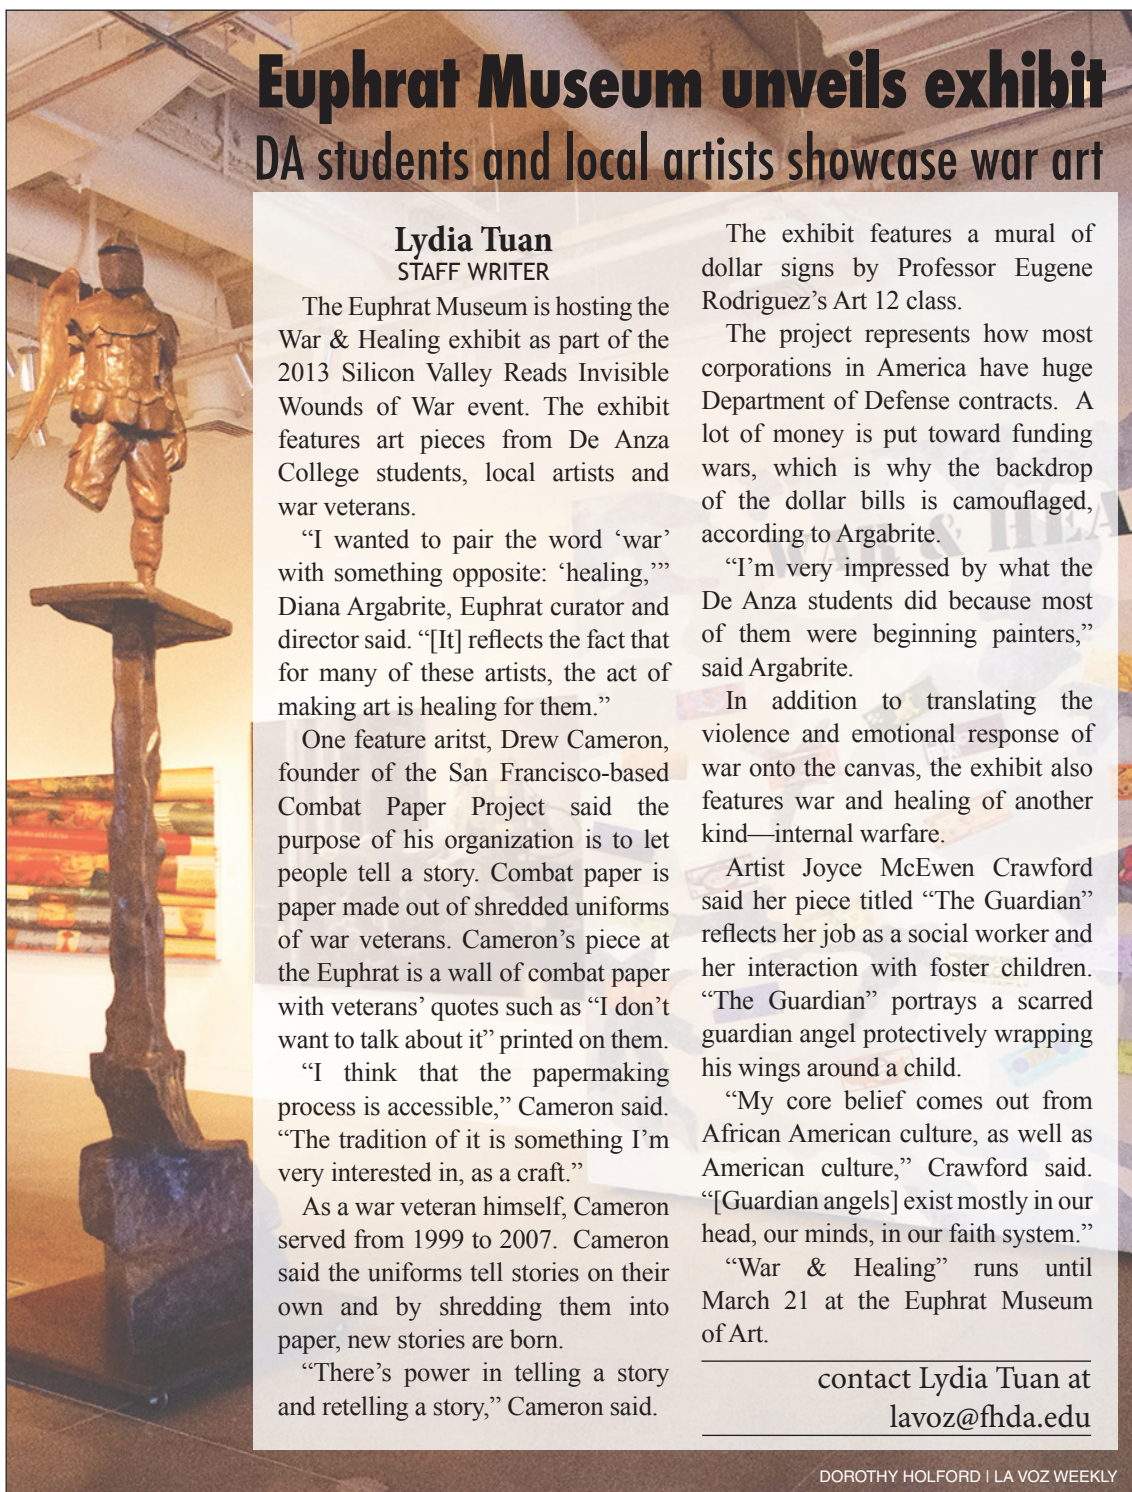 Euphrat Museum unveils exhibit
DA students and local artists showcase war art
Lydia Tuan
STAFF WRITER
The Euphrat Museum is hosting the
War & Healing exhibit as part of the
2013 Silicon Valley Reads Invisible
Wounds of War event. The exhibit
features art pieces from De Anza
College students, local artists and
war veterans.
“I wanted to pair the word ‘war’
with something opposite: ‘healing,’”
Diana Argabrite, Euphrat curator and
director said. “[It] reflects the fact that
for many of these artists, the act of
making art is healing for them.”
One feature aritst, Drew Cameron,
founder of the San Francisco-based
Combat Paper Project said the
purpose of his organization is to let
people tell a story. Combat paper is
paper made out of shredded uniforms
of war veterans. Cameron’s piece at
the Euphrat is a wall of combat paper
with veterans’ quotes such as “I don’t
want to talk about it” printed on them.
“I think that the papermaking
process is accessible,” Cameron said.
“The tradition of it is something I’m
very interested in, as a craft.”
As a war veteran himself, Cameron
served from 1999 to 2007. Cameron
said the uniforms tell stories on their
own and by shredding them into
paper, new stories are born.
“There’s power in telling a story
and retelling a story,” Cameron said.
The exhibit features a mural of
dollar signs by Professor Eugene
Rodriguez’s Art 12 class.
The project represents how most
corporations in America have huge
Department of Defense contracts. A
lot of money is put toward funding
wars, which is why the backdrop
of the dollar bills is camouflaged,
according to Argabrite.
“I’m very impressed by what the
De Anza students did because most
of them were beginning painters,”
said Argabrite.
In addition to translating the
violence and emotional response of
war onto the canvas, the exhibit also
features war and healing of another
kind—internal warfare.
Artist Joyce McEwen Crawford
said her piece titled “The Guardian”
reflects her job as a social worker and
her interaction with foster children.
“The Guardian” portrays a scarred
guardian angel protectively wrapping
his wings around a child.
“My core belief comes out from
African American culture, as well as
American culture,” Crawford said.
“[Guardian angels] exist mostly in our
head, our minds, in our faith system.”
“War & Healing” runs until
March 21 at the Euphrat Museum
of Art.
contact Lydia Tuan at
lavoz@fhda.edu
WAR & HEA
DOROTHY HOLFORD | LA VOZ WEEKLY